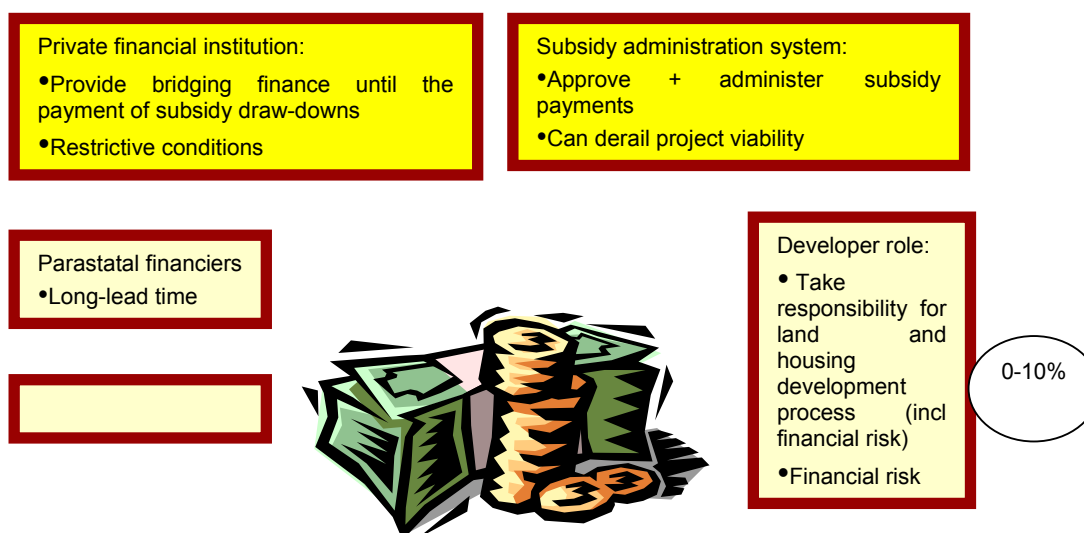 Private financial institution:
•Provide bridging finance until the
payment of subsidy draw-downs
•Restrictive conditions
Subsidy administration system:
•Approve + administer subsidy
payments
•Can derail project viability
Parastatal financiers
•Long-lead time
Developer role:
• Take
responsibility for
land and
housing
development
process (incl
financial risk)
•Financial risk
0-10%